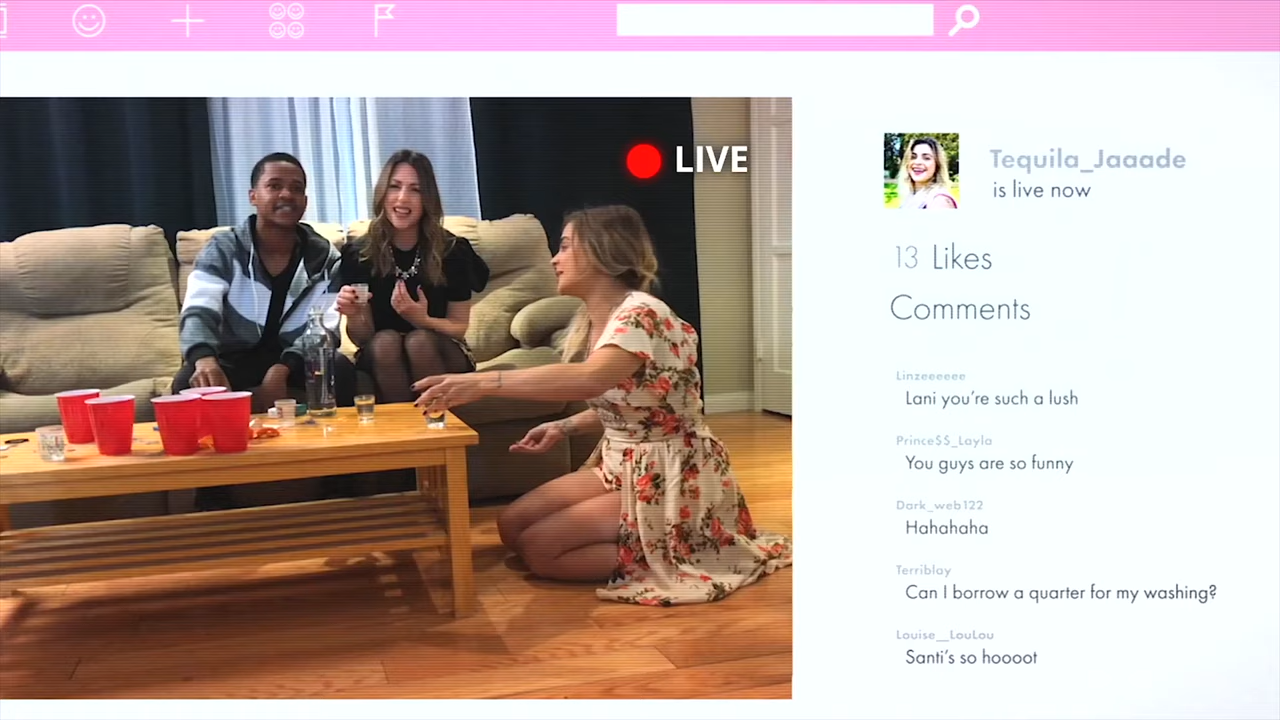 LIVE
Tequila_Jaaade
is live now
13 Likes
Comments
Linzeeeeee
Lani you're such a lush
Prince$$_Layla
You guys are so funny
Dark_web122
Hahahaha
Terriblay
Can I borrow a quarter for my washing?
Louise__LouLou
Santi's so hoooot